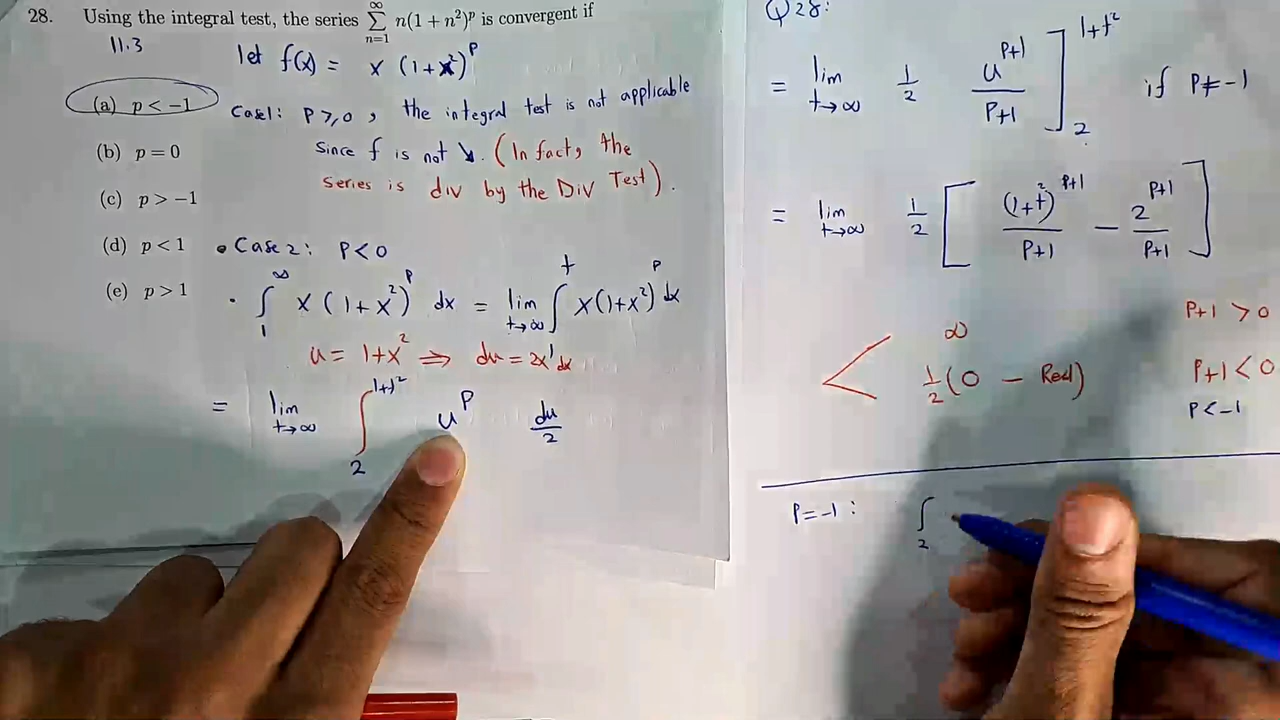 28. Using the integral test, the series ∑_{n=1}^{∞} n(1 + n²)^p is convergent if
11.3
let f(x) = x (1+x²)^p
(a) p < −1
Case1: P ≥ 0, the integral test is not applicable
since f is not ↘. (In fact, the
series is div by the Div Test).
(b) p = 0
(c) p > −1
(d) p < 1
(e) p > 1
• Case 2: P < 0
• ∫_1^∞ x (1+x²)^P dx = lim_{t→∞} ∫^t x(1+x²)^P dx
u = 1+x² ⇒ du = 2x¹dx
= lim_{t→∞} ∫_2^{1+t²} u^P du/2
Q28:
= lim_{t→∞} 1/2 u^{P+1}/P+1 ]_2^{1+t²} if P≠-1
= lim_{t→∞} 1/2 [ (1+t²)^{P+1}/P+1 − 2^{P+1}/P+1 ]
∞ P+1 > 0
1/2 (0 − Real) P+1 < 0
P < -1
P = -1: ∫_2